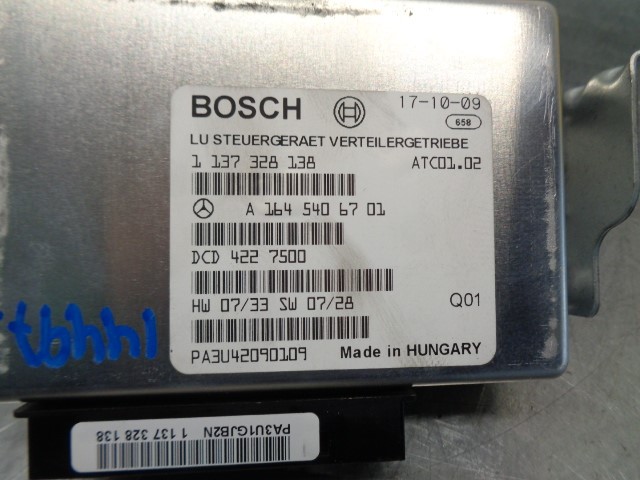 BOSCH 17-10-09
658
LU STEUERGERAET VERTEILERGETRIEBE
1 137 328 138 ATC01.02
A 164 540 67 01
DCD 422 7500
HW 07/33 SW 07/28 Q01
PA3U42090109 Made in HUNGARY
PA3U1GJB2N 1 137 328 138